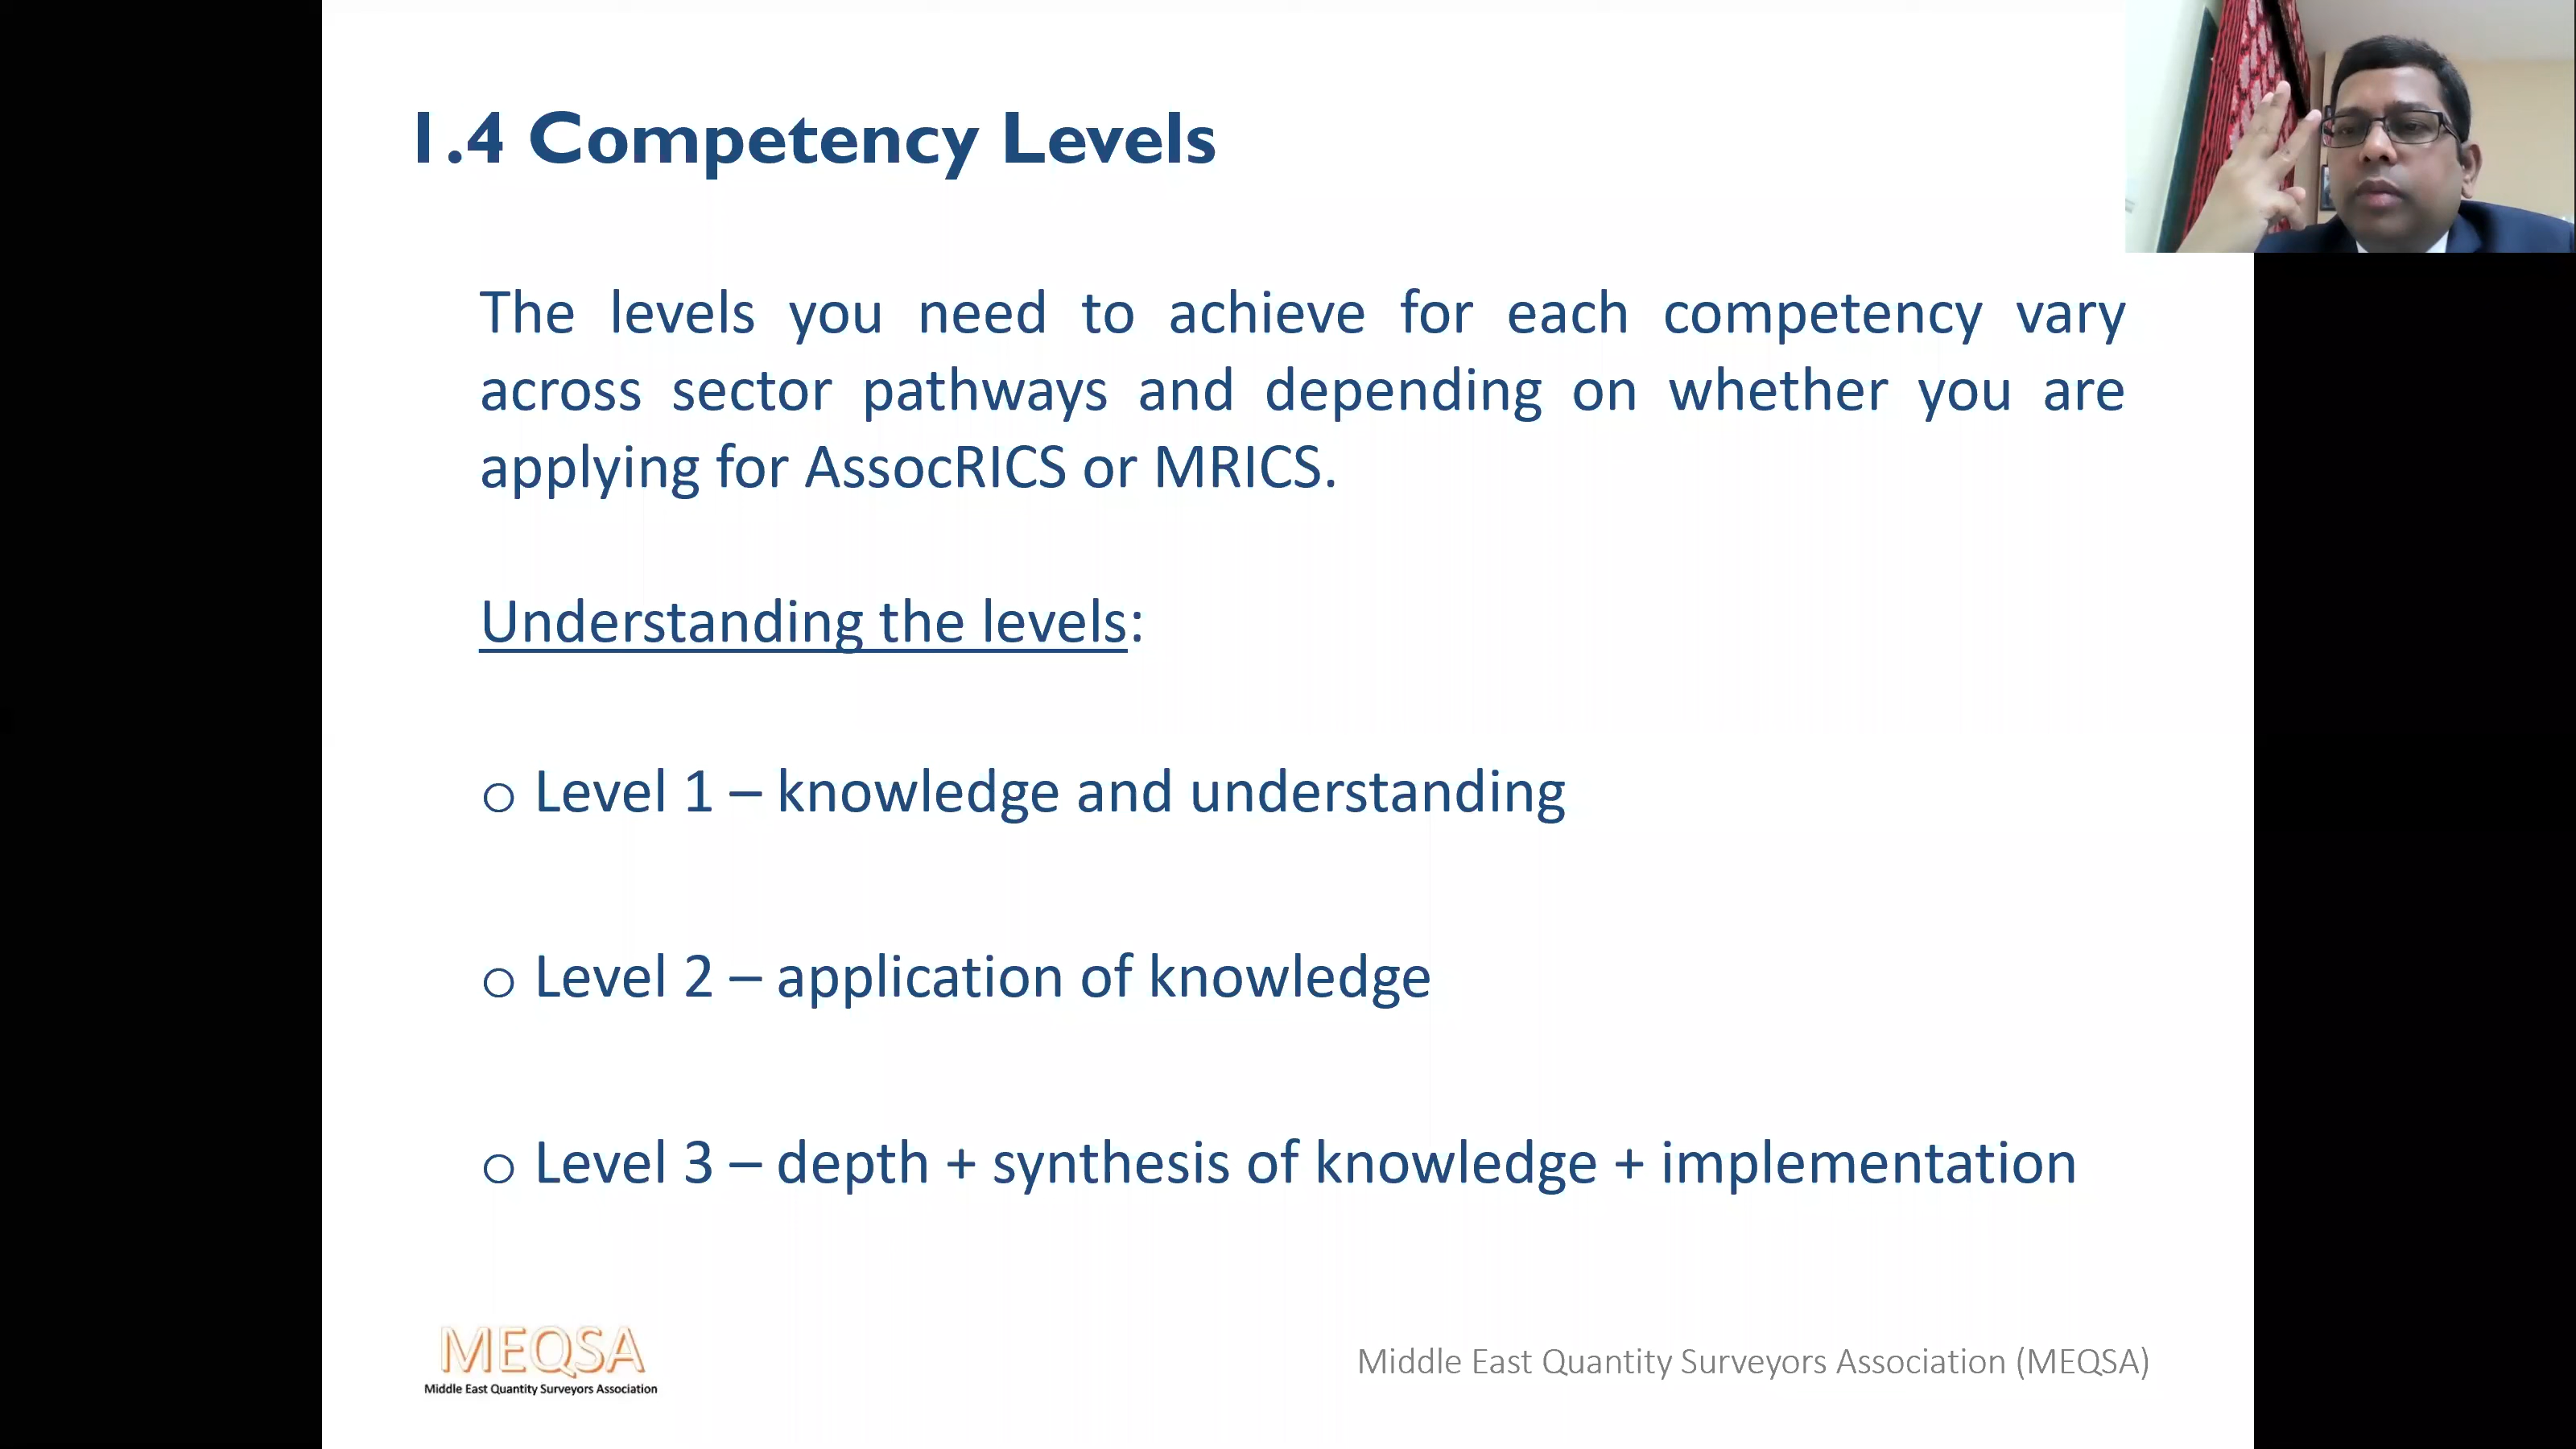 1.4 Competency Levels
The levels you need to achieve for each competency vary
across sector pathways and depending on whether you are
applying for AssocRICS or MRICS.
Understanding the levels:
o Level 1 – knowledge and understanding
o Level 2 – application of knowledge
o Level 3 – depth + synthesis of knowledge + implementation
MEQSA
Middle East Quantity Surveyors Association
Middle East Quantity Surveyors Association (MEQSA)